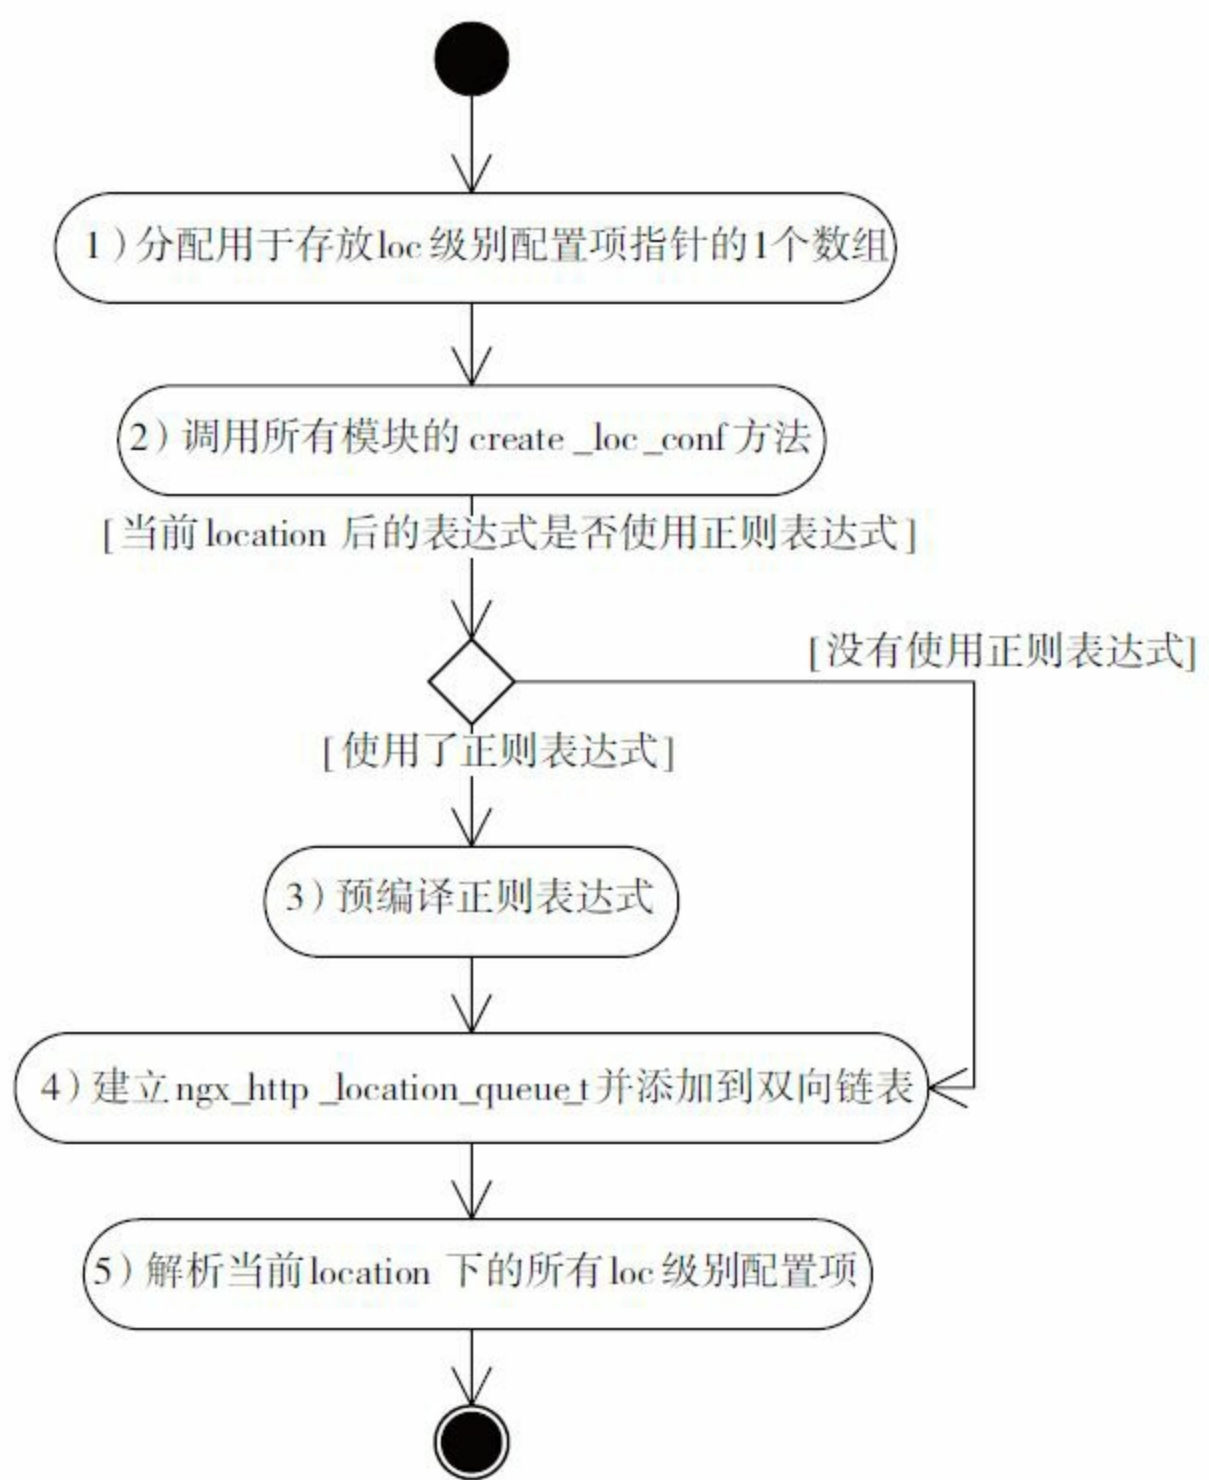 1）分配用于存放loc级别配置项指针的1个数组
2）调用所有模块的create_loc_conf方法
[当前location 后的表达式是否使用正则表达式]
[没有使用正则表达式]
[使用了正则表达式]
3）预编译正则表达式
4）建立ngx_http_location_queue_t并添加到双向链表
5）解析当前location 下的所有loc级别配置项